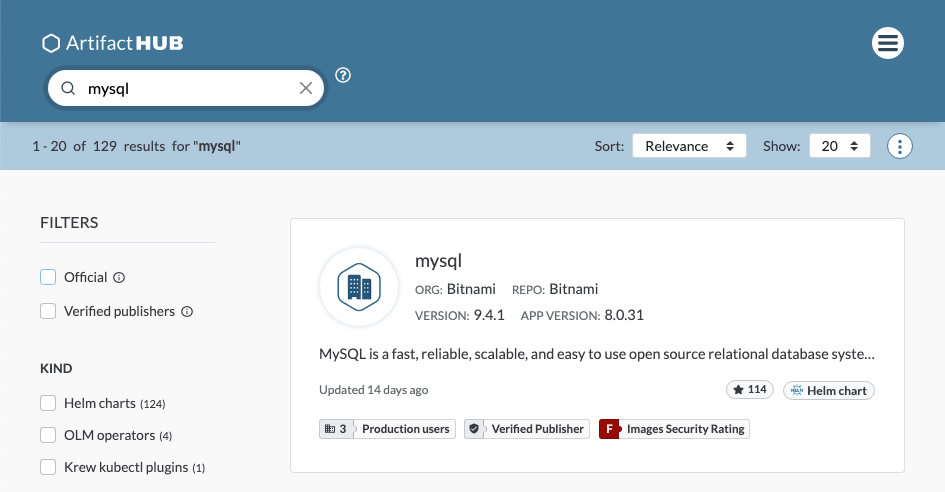 ArtifactHUB
mysql
1 - 20 of 129 results for "mysql"
Sort: Relevance Show: 20
FILTERS
Official
Verified publishers
KIND
Helm charts (124)
OLM operators (4)
Krew kubectl plugins (1)
mysql
ORG: Bitnami REPO: Bitnami
VERSION: 9.4.1 APP VERSION: 8.0.31
MySQL is a fast, reliable, scalable, and easy to use open source relational database syste...
Updated 14 days ago
114 Helm chart
3 Production users Verified Publisher F Images Security Rating